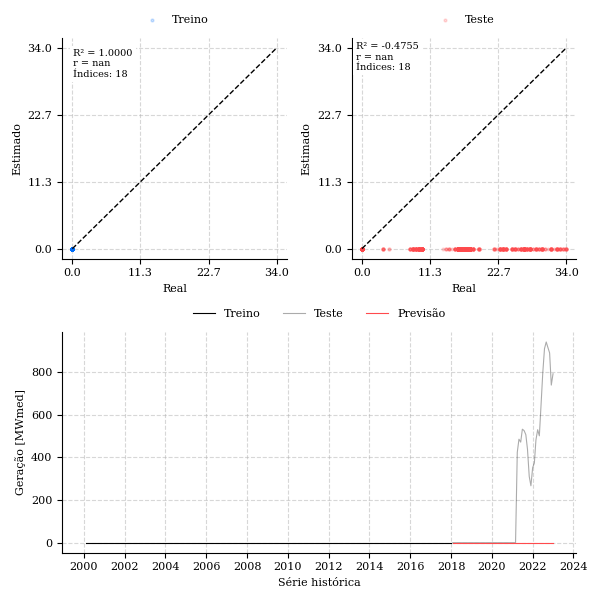 Treino
Teste
34.0
22.7
11.3
0.0
Estimado
R² = 1.0000
r = nan
Índices: 18
0.0 11.3 22.7 34.0
Real
34.0
22.7
11.3
0.0
Estimado
R² = -0.4755
r = nan
Índices: 18
0.0 11.3 22.7 34.0
Real
Treino Teste Previsão
800
600
400
200
0
Geração [MWmed]
2000 2002 2004 2006 2008 2010 2012 2014 2016 2018 2020 2022 2024
Série histórica